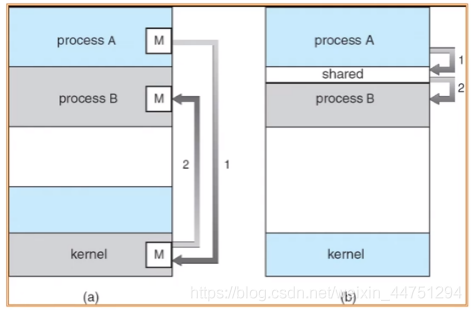 process A
M
process B
M
2
1
kernel
M
(a)
process A
1
shared
2
process B
kernel
(b)
https://blog.csdn.net/weixin_44751294